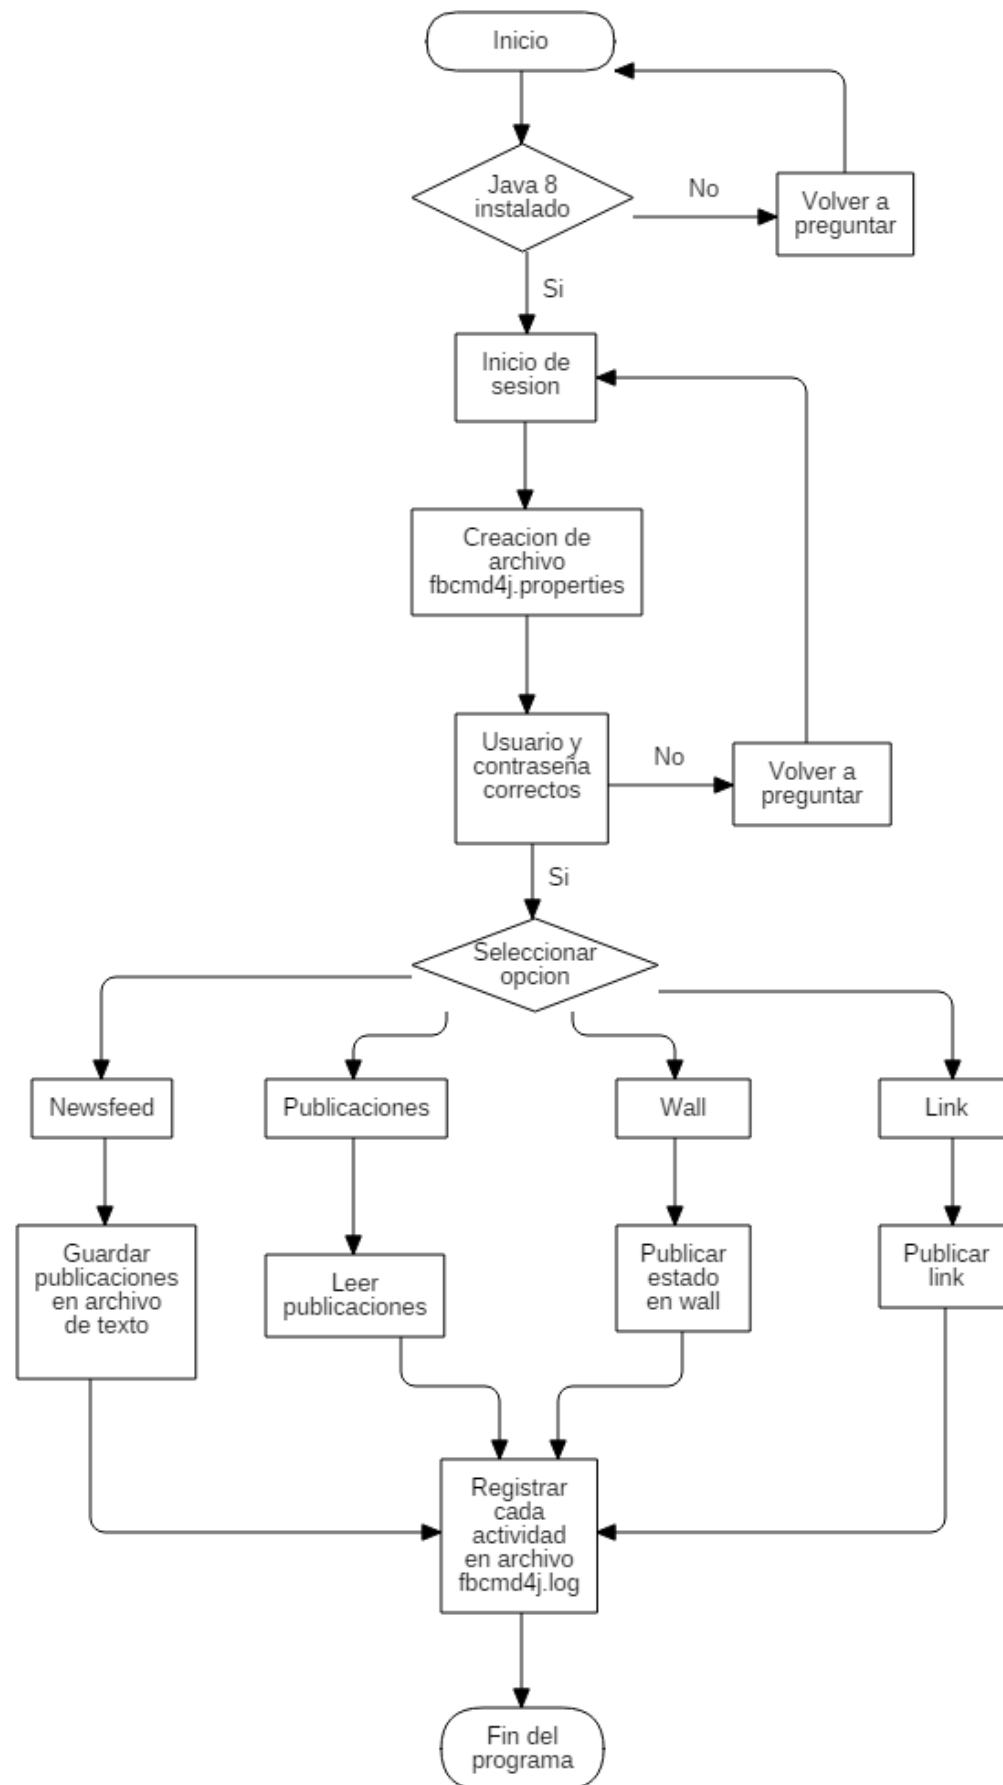 Inicio
Java 8
instalado
No
Volver a
preguntar
Si
Inicio de
sesion
Creacion de
archivo
fbcmd4j.properties
Usuario y
contraseña
correctos
No
Volver a
preguntar
Si
Seleccionar
opcion
Newsfeed
Publicaciones
Wall
Link
Guardar
publicaciones
en archivo
de texto
Leer
publicaciones
Publicar
estado
en wall
Publicar
link
Registrar
cada
actividad
en archivo
fbcmd4j.log
Fin del
programa